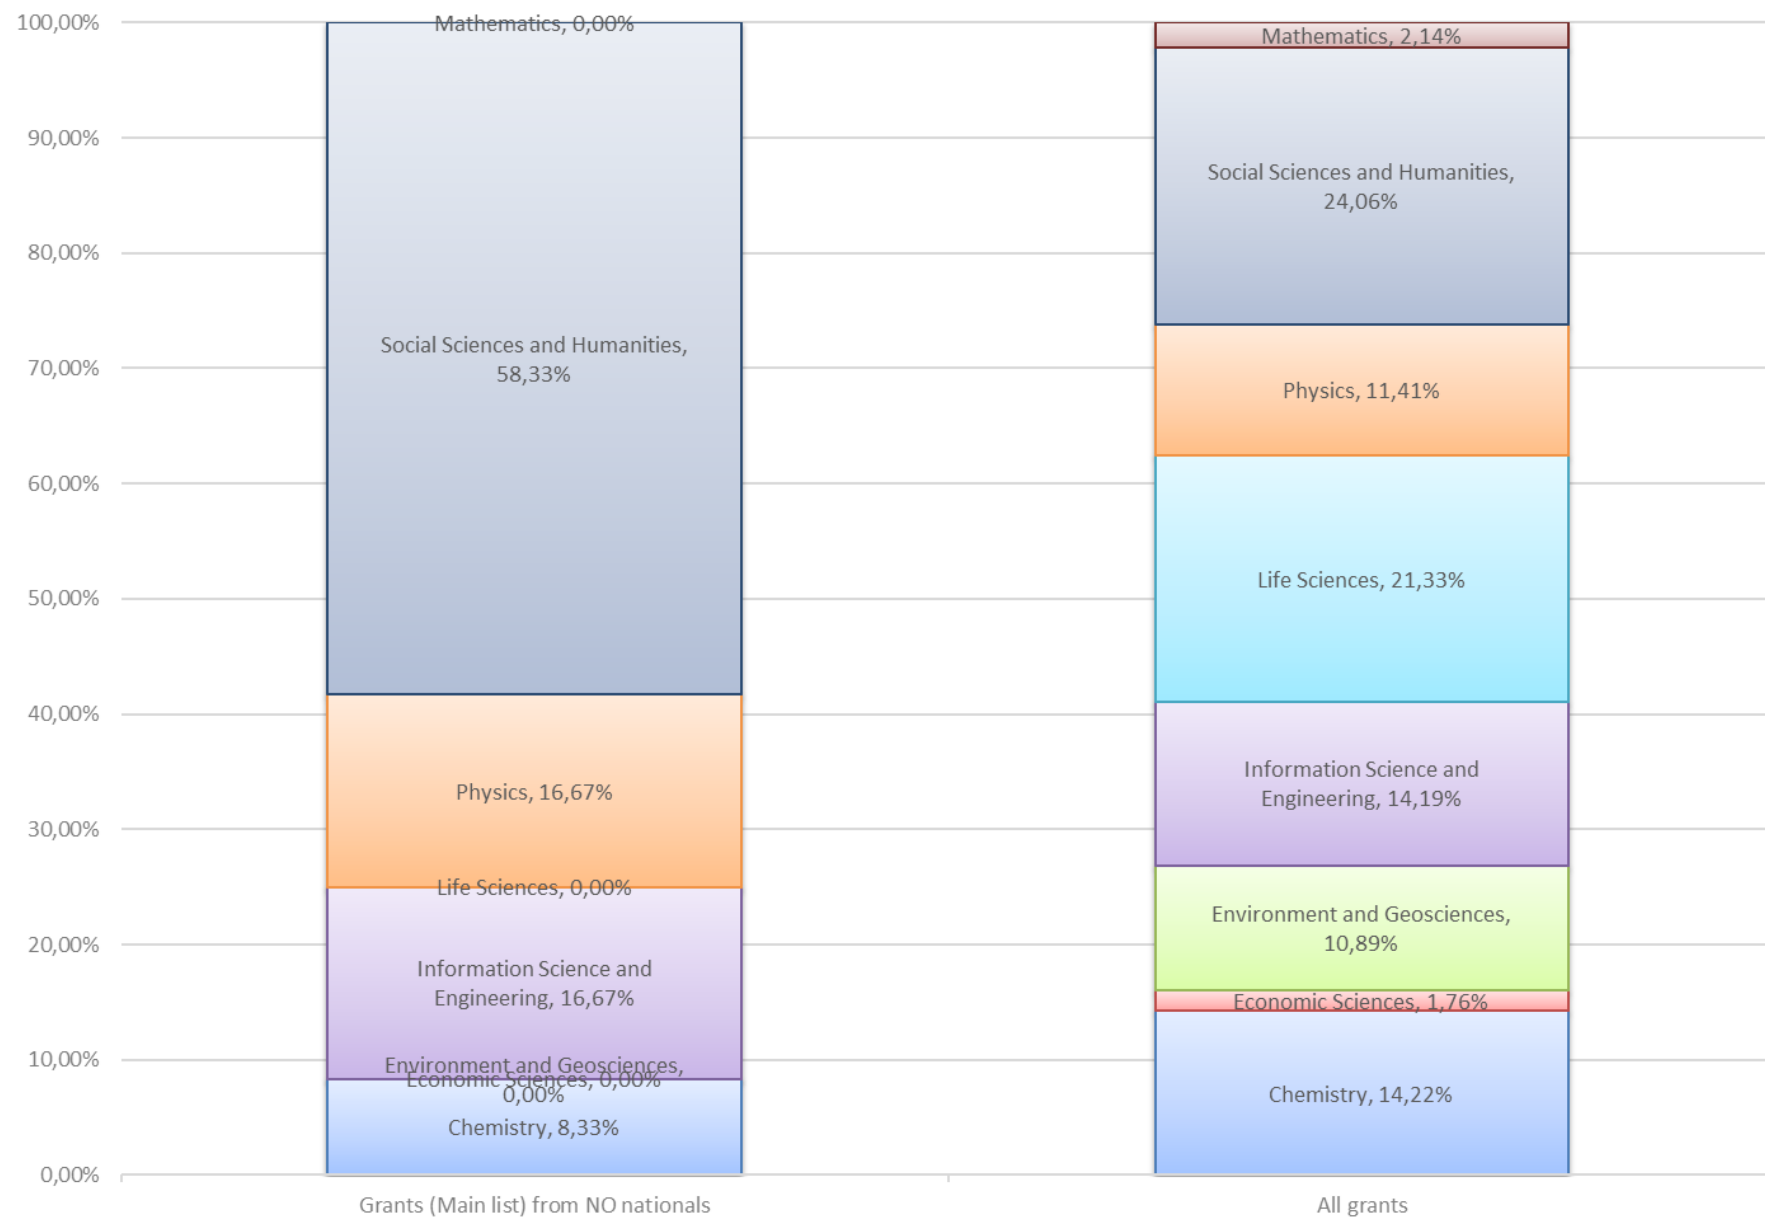 100,00%
90,00%
80,00%
70,00%
60,00%
50,00%
40,00%
30,00%
20,00%
10,00%
0,00%
Mathematics, 0,00%
Social Sciences and Humanities,
58,33%
Physics, 16,67%
Life Sciences, 0,00%
Information Science and
Engineering, 16,67%
Environment and Geosciences,
0,00%
Economic Sciences, 0,00%
Chemistry, 8,33%
Grants (Main list) from NO nationals
Mathematics, 2,14%
Social Sciences and Humanities,
24,06%
Physics, 11,41%
Life Sciences, 21,33%
Information Science and
Engineering, 14,19%
Environment and Geosciences,
10,89%
Economic Sciences, 1,76%
Chemistry, 14,22%
All grants